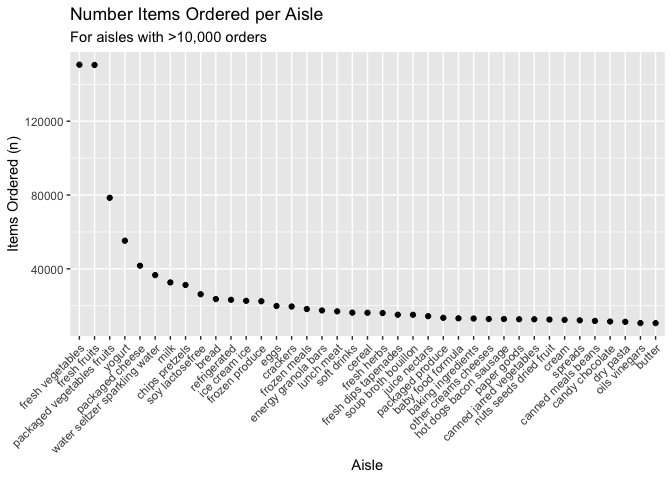 Number Items Ordered per Aisle
For aisles with >10,000 orders
Items Ordered (n)
120000
80000
40000
fresh vegetables
fresh fruits
packaged vegetables fruits
yogurt
packaged cheese
water seltzer sparkling water
milk
chips pretzels
soy lactosefree
bread
refrigerated
ice cream ice
frozen produce
eggs
crackers
frozen meals
energy granola bars
lunch meat
soft drinks
cereal
fresh herbs
fresh dips tapenades
soup broth bouillon
juice nectars
packaged produce
baby food formula
baking ingredients
other creams cheeses
hot dogs bacon sausage
paper goods
canned jarred vegetables
nuts seeds dried fruit
cream
spreads
canned meals beans
candy chocolate
dry pasta
oils vinegars
butter
Aisle